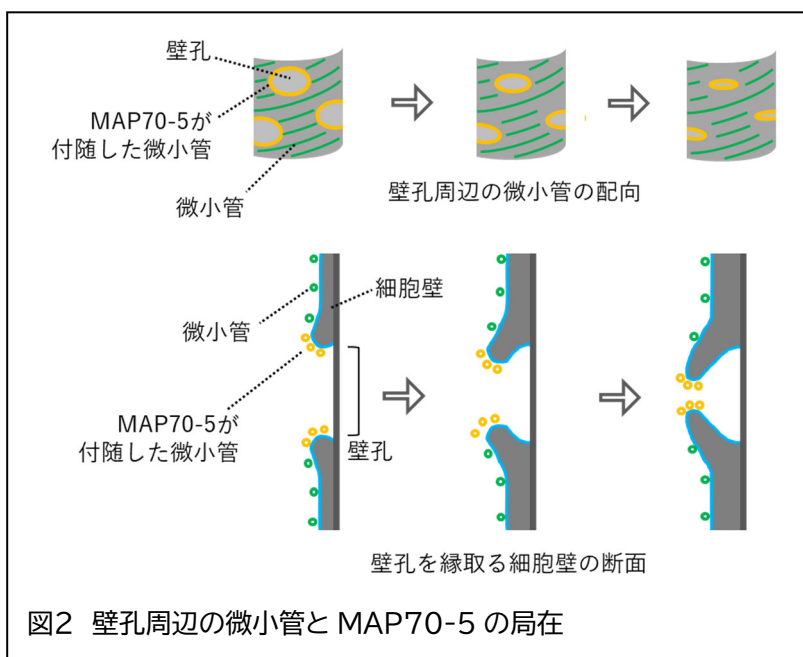 壁孔
MAP70-5が
付随した微小管
微小管
壁孔周辺の微小管の配向
細胞壁
微小管
MAP70-5が
付随した微小管
壁孔
壁孔を縁取る細胞壁の断面
図2 壁孔周辺の微小管と MAP70-5 の局在